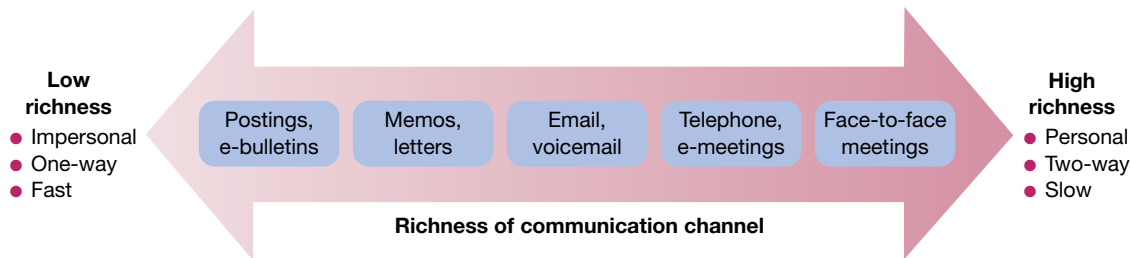 Low
richness
Impersonal
One-way
Fast
Postings,
e-bulletins
Memos,
letters
Email,
voicemail
Telephone,
e-meetings
Face-to-face
meetings
High
richness
Personal
Two-way
Slow
Richness of communication channel